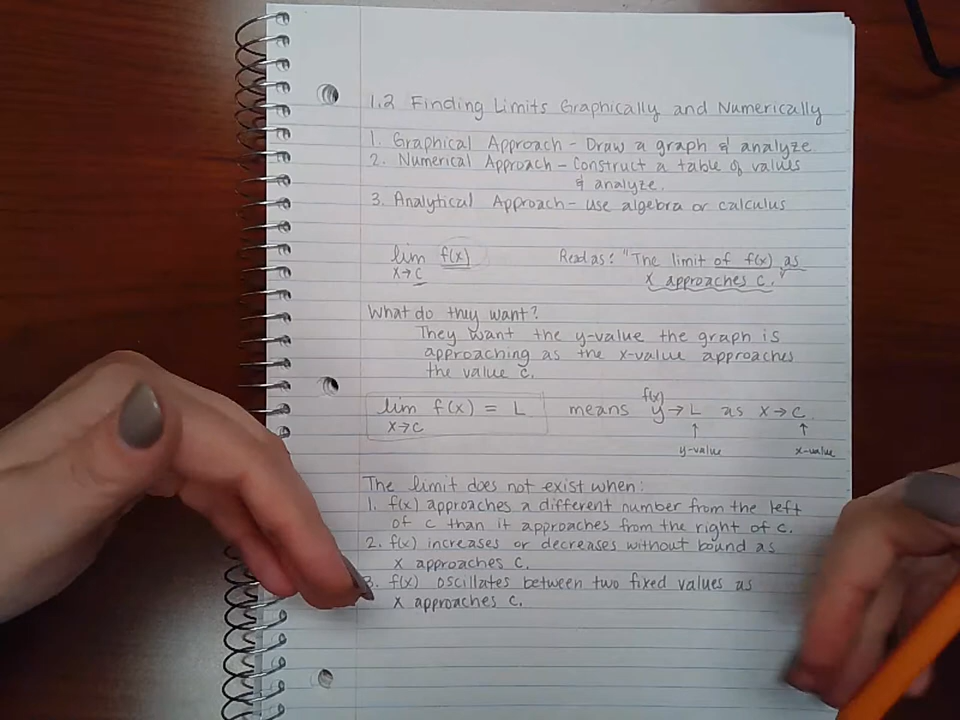 1.2 Finding Limits Graphically and Numerically
1. Graphical Approach - Draw a graph & analyze.
2. Numerical Approach - Construct a table of values
& analyze.
3. Analytical Approach - Use algebra or calculus
lim f(x) Read as: "The limit of f(x) as
x→c x approaches c."
What do they want?
They want the y-value the graph is
approaching as the x-value approaches
the value c.
f(x)
lim f(x) = L means y→L as x→c
x→c
↑ ↑
y-value x-value
The limit does not exist when:
1. f(x) approaches a different number from the left
of c than it approaches from the right of c.
2. f(x) increases or decreases without bound as
x approaches c.
3. f(x) oscillates between two fixed values as
x approaches c.